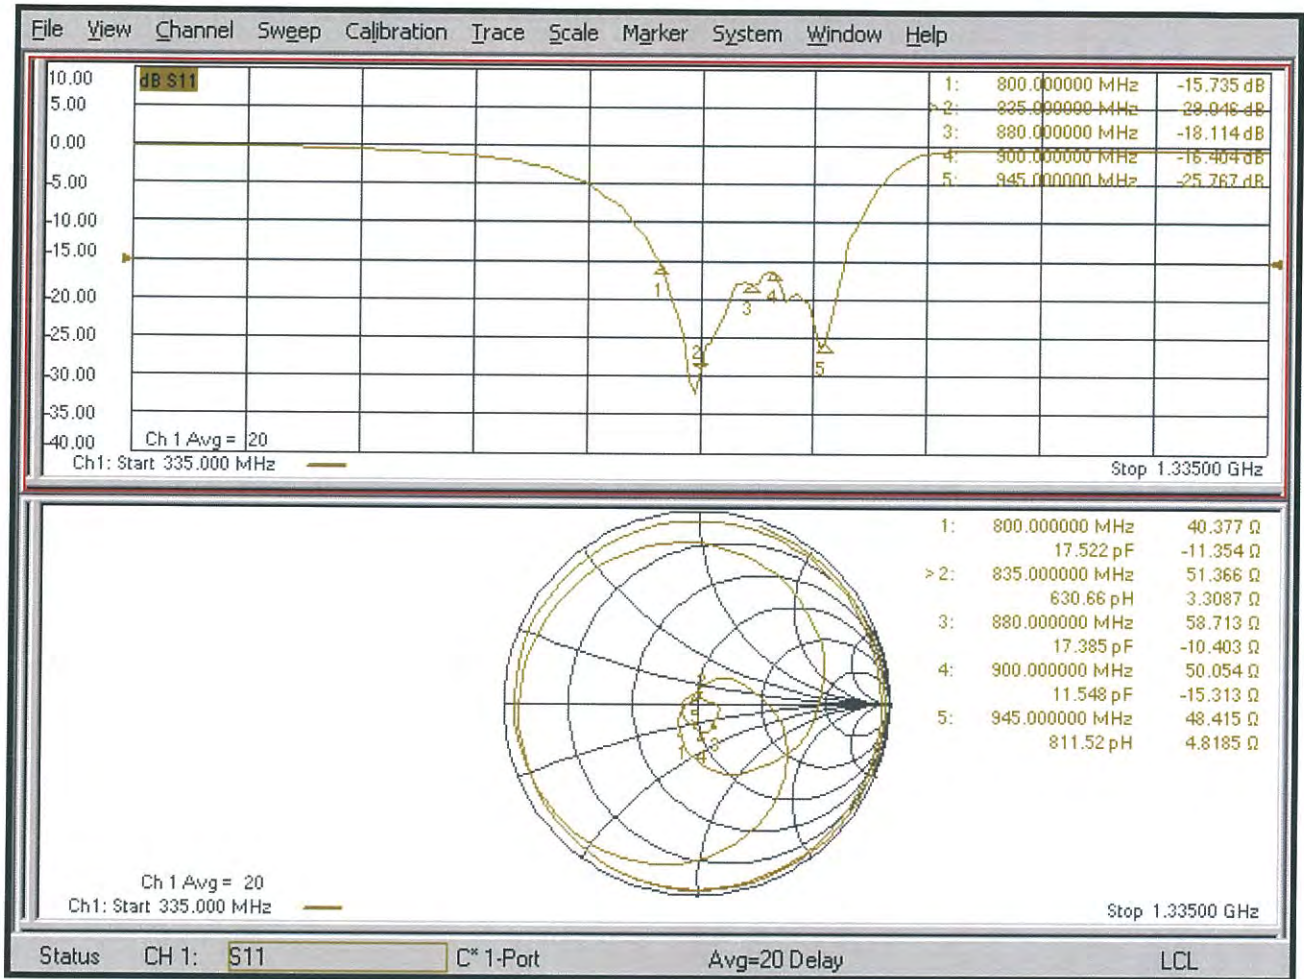 File View Channel Sweep Calibration Trace Scale Marker System Window Help
10.00
5.00
0.00
-5.00
-10.00
-15.00
-20.00
-25.00
-30.00
-35.00
-40.00
dB S11
1: 800.000000 MHz -15.735 dB
>2: 835.000000 MHz dB
3: 880.000000 MHz -18.114 dB
4: 900.000000 MHz -16.404 dB
5: 945.000000 MHz -25.767 dB
1
2
3
4
5
Ch 1 Avg = 20
Ch1: Start 335.000 MHz
Stop 1.33500 GHz
1: 800.000000 MHz 40.377 Ω
17.522 pF -11.354 Ω
>2: 835.000000 MHz 51.366 Ω
630.66 pH 3.3087 Ω
3: 880.000000 MHz 58.713 Ω
17.385 pF -10.403 Ω
4: 900.000000 MHz 50.054 Ω
11.548 pF -15.313 Ω
5: 945.000000 MHz 48.415 Ω
811.52 pH 4.8185 Ω
5
1
3
4
Ch 1 Avg = 20
Ch1: Start 335.000 MHz
Stop 1.33500 GHz
Status CH 1: S11 C* 1-Port Avg=20 Delay LCL